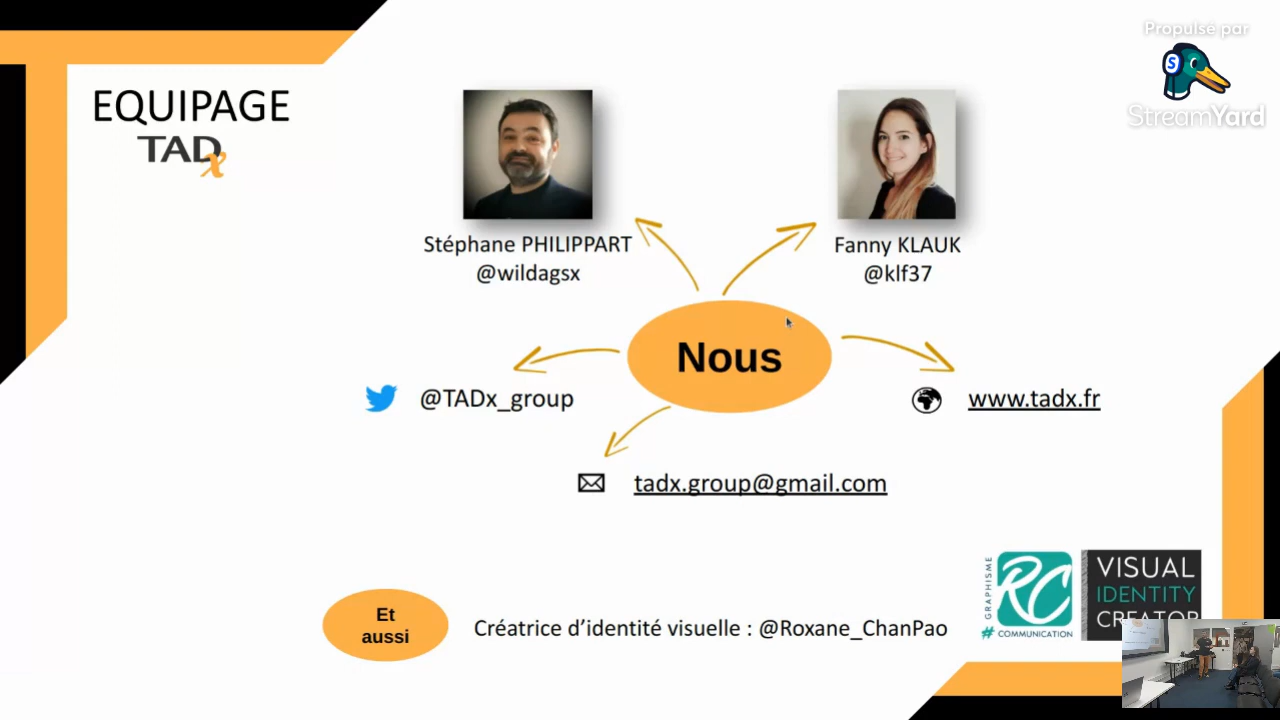 Propulsé par
StreamYard
EQUIPAGE
TADx
Stéphane PHILIPPART
@wildagsx
Fanny KLAUK
@klf37
Nous
@TADx_group
www.tadx.fr
tadx.group@gmail.com
Et
aussi
Créatrice d’identité visuelle : @Roxane_ChanPao
# GRAPHISME
RC
COMMUNICATION
VISUAL
IDENTITY
CREATOR